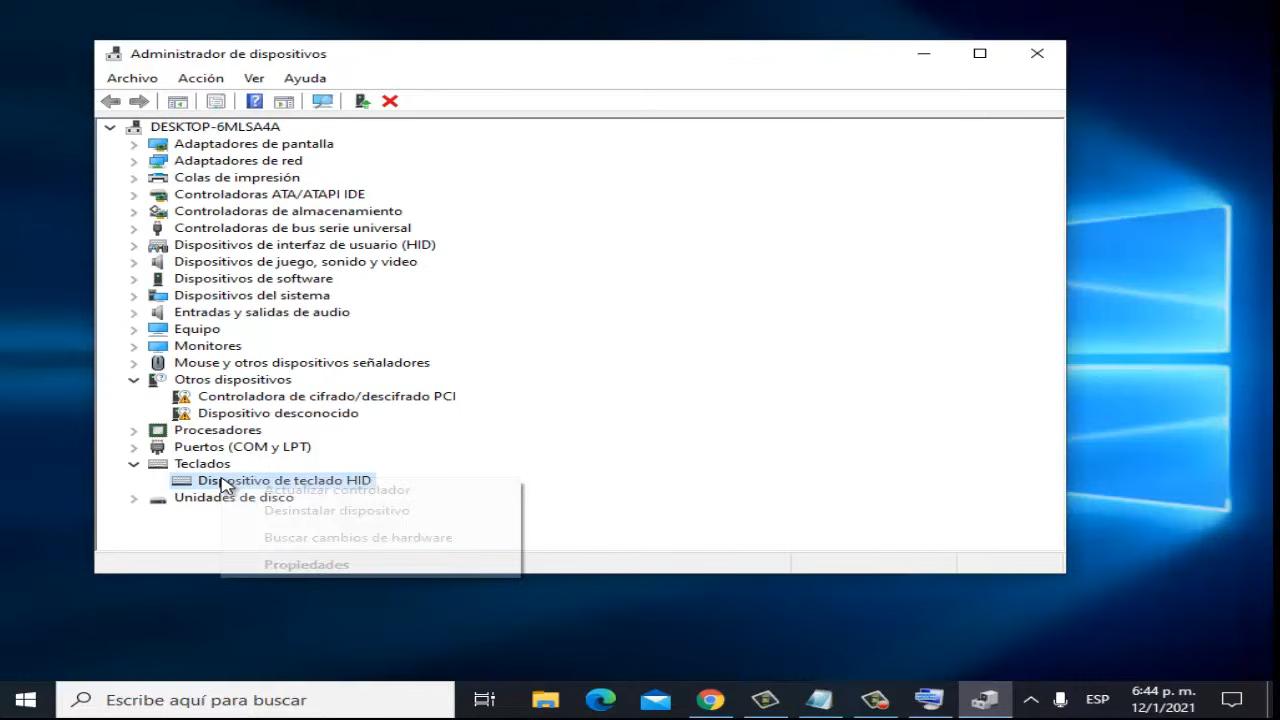 Administrador de dispositivos
Archivo Acción Ver Ayuda
DESKTOP-6MLSA4A
Adaptadores de pantalla
Adaptadores de red
Colas de impresión
Controladoras ATA/ATAPI IDE
Controladoras de almacenamiento
Controladoras de bus serie universal
Dispositivos de interfaz de usuario (HID)
Dispositivos de juego, sonido y video
Dispositivos de software
Dispositivos del sistema
Entradas y salidas de audio
Equipo
Monitores
Mouse y otros dispositivos señaladores
Otros dispositivos
Controladora de cifrado/descifrado PCI
Dispositivo desconocido
Procesadores
Puertos (COM y LPT)
Teclados
Dispositivo de teclado HID
Actualizar controlador
Unidades de disco
Desinstalar dispositivo
Buscar cambios de hardware
Propiedades
Escribe aquí para buscar
ESP
6:44 p. m.
12/1/2021